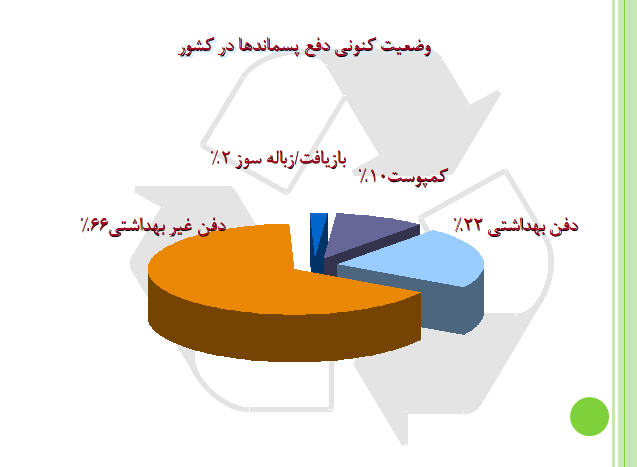 وضعیت کنونی دفع پسماندها در کشور
بازیافت/زباله سوز ۲٪
کمپوست۱۰٪
دفن بهداشتی ۲۲٪
دفن غیر بهداشتی۶۶٪